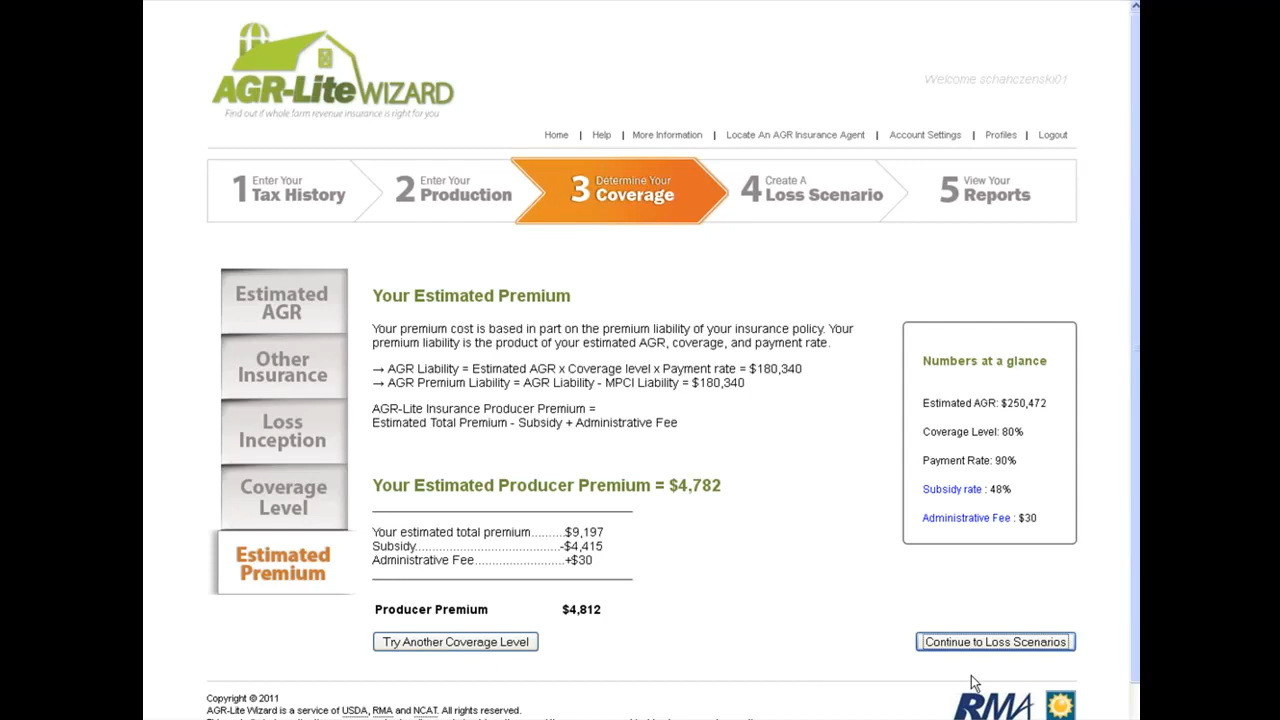 AGR-Lite WIZARD
Find out if whole farm revenue insurance is right for you
Welcome schahczenski01
Home | Help | More Information | Locate An AGR Insurance Agent | Account Settings | Profiles | Logout
1 Enter Your Tax History
2 Enter Your Production
3 Determine Your Coverage
4 Create A Loss Scenario
5 View Your Reports
Estimated AGR
Other Insurance
Loss Inception
Coverage Level
Estimated Premium
Your Estimated Premium
Your premium cost is based in part on the premium liability of your insurance policy. Your
premium liability is the product of your estimated AGR, coverage, and payment rate.
→ AGR Liability = Estimated AGR x Coverage level x Payment rate = $180,340
→ AGR Premium Liability = AGR Liability - MPCI Liability = $180,340
AGR-Lite Insurance Producer Premium =
Estimated Total Premium - Subsidy + Administrative Fee
Your Estimated Producer Premium = $4,782
Your estimated total premium.........$9,197
Subsidy......................................-$4,415
Administrative Fee.......................+$30
Producer Premium $4,812
Try Another Coverage Level
Numbers at a glance
Estimated AGR: $250,472
Coverage Level: 80%
Payment Rate: 90%
Subsidy rate : 48%
Administrative Fee : $30
Continue to Loss Scenarios
Copyright © 2011
AGR-Lite Wizard is a service of USDA, RMA and NCAT. All rights reserved.
RMA